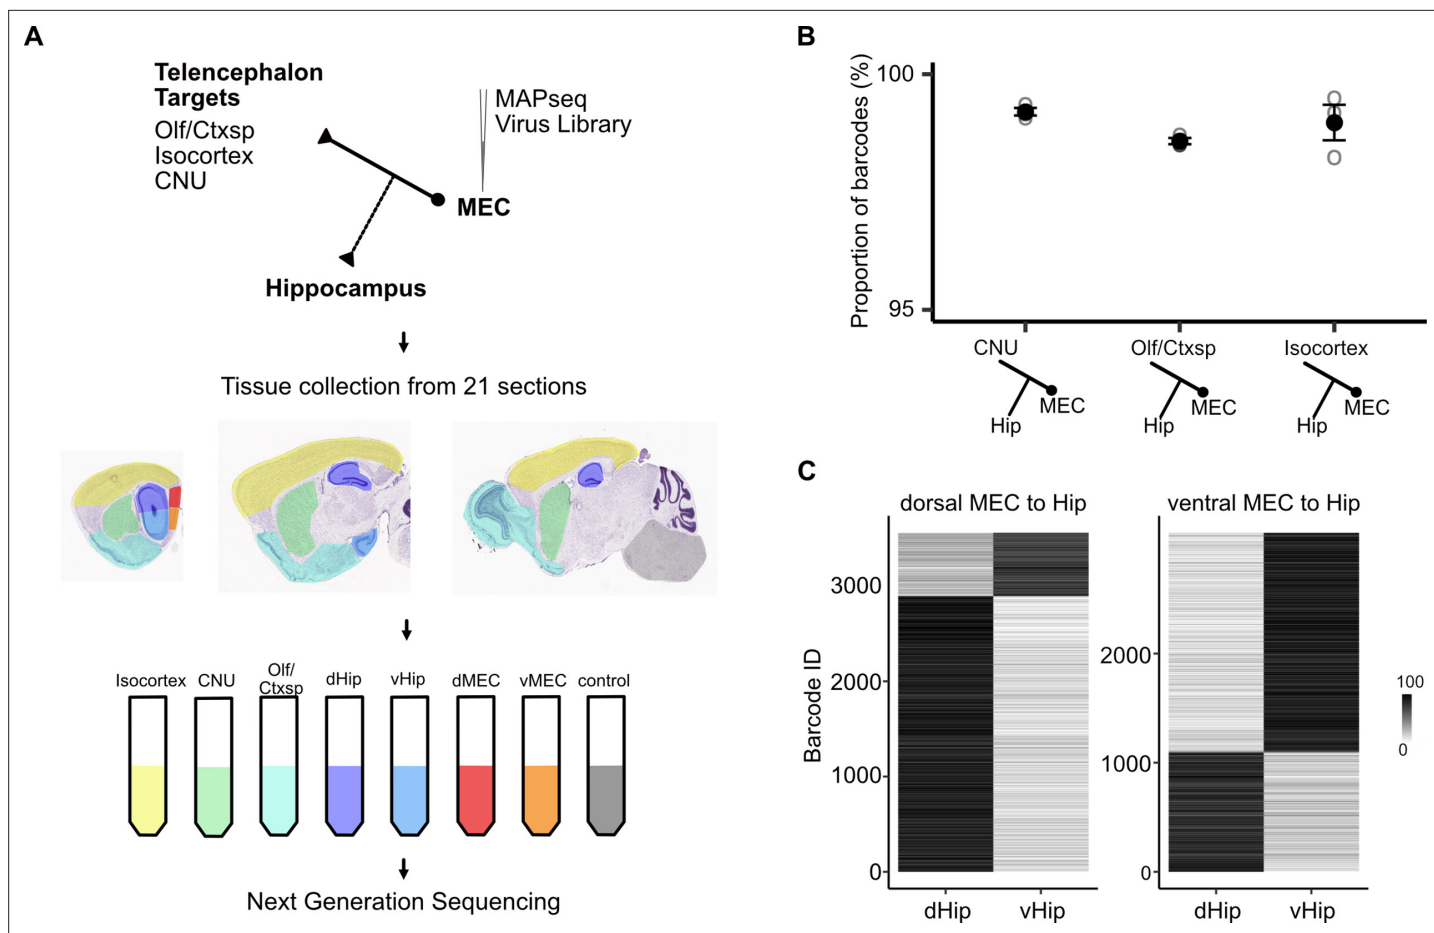 A
Telencephalon
Targets
Olf/Ctxsp
Isocortex
CNU
MAPseq
Virus Library
MEC
Hippocampus
Tissue collection from 21 sections
Isocortex
CNU
Olf/
Ctxsp
dHip
vHip
dMEC
vMEC
control
Next Generation Sequencing
B
Proportion of barcodes (%)
100
95
CNU
MEC
Hip
Olf/Ctxsp
MEC
Hip
Isocortex
MEC
Hip
C
dorsal MEC to Hip
Barcode ID
3000
2000
1000
0
dHip
vHip
ventral MEC to Hip
2000
1000
0
dHip
vHip
100
0